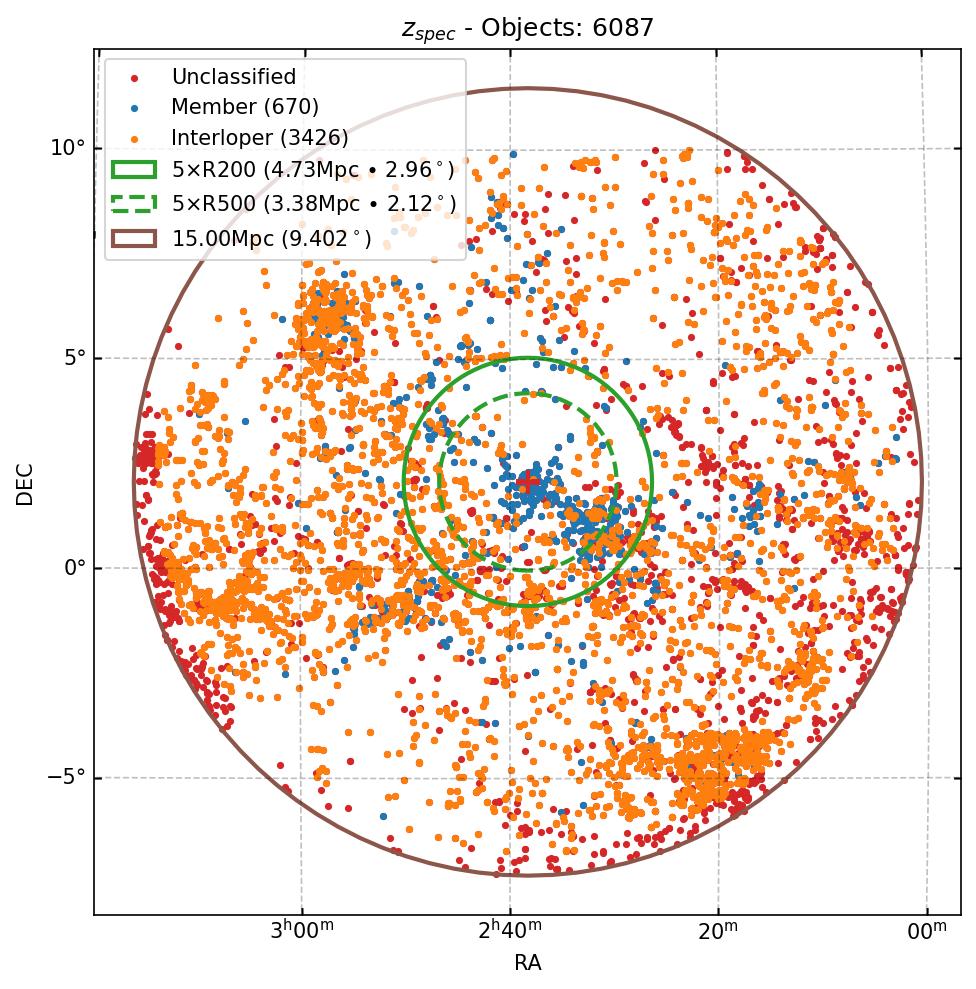 z_spec - Objects: 6087
Unclassified
Member (670)
Interloper (3426)
5×R200 (4.73Mpc • 2.96°)
5×R500 (3.38Mpc • 2.12°)
15.00Mpc (9.402°)
10°
5°
0°
−5°
DEC
3h00m
2h40m
20m
00m
RA